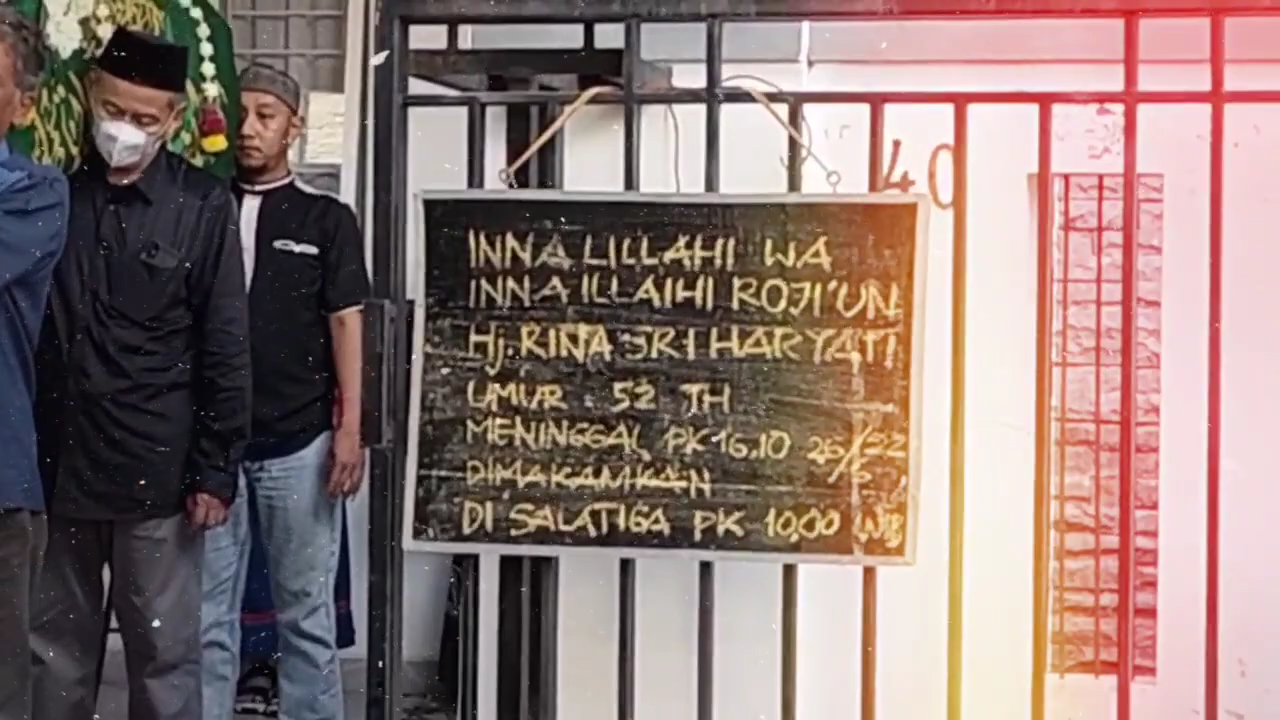 40
INNA LILLAHI WA
INNA ILLAIHI ROJI'UN
Hj. RINA SRI HARYATI
UMUR . 52 TH
MENINGGAL PK 16.10 26/5 22
DIMAKAMKAN
DI SALATIGA PK 10.00 WIB